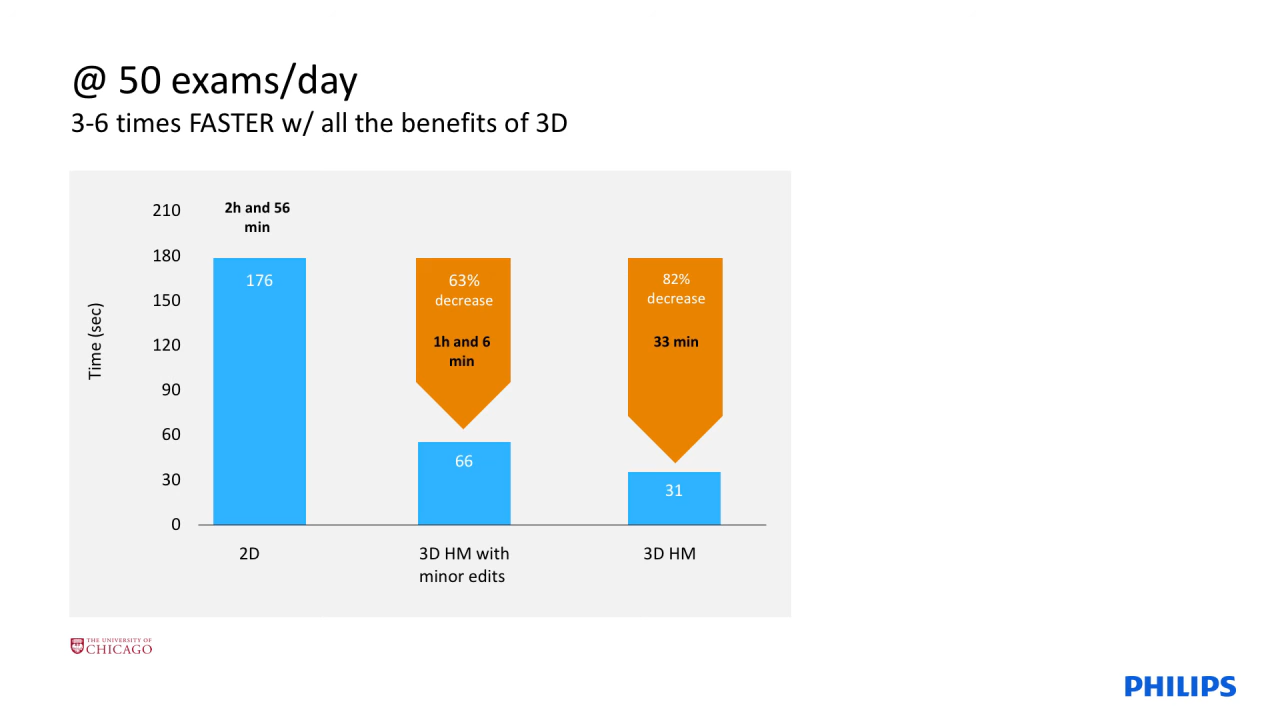 @ 50 exams/day
3-6 times FASTER w/ all the benefits of 3D
210
180
150
120
90
60
30
0
Time (sec)
2h and 56
min
176
63%
decrease
1h and 6
min
66
82%
decrease
33 min
31
2D
3D HM with
minor edits
3D HM
THE UNIVERSITY OF
CHICAGO
PHILIPS